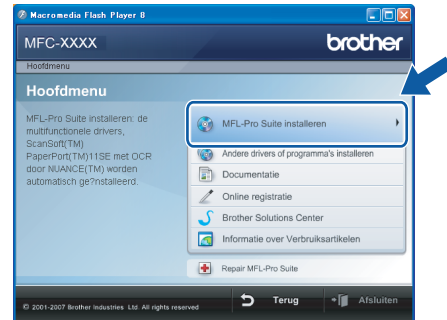 Macromedia Flash Player 8
MFC-XXXX
brother
Hoofdmenu
Hoofdmenu
MFL-Pro Suite installeren: de
multifunctionele drivers,
ScanSoft(TM)
PaperPort(TM)11SE met OCR
door NUANCE(TM) worden
automatisch ge?nstalleerd.
MFL-Pro Suite installeren
Andere drivers of programma's installeren
Documentatie
Online registratie
Brother Solutions Center
Informatie over Verbruiksartikelen
Repair MFL-Pro Suite
© 2001-2007 Brother Industries. Ltd. All rights reserved
Terug
Afsluiten